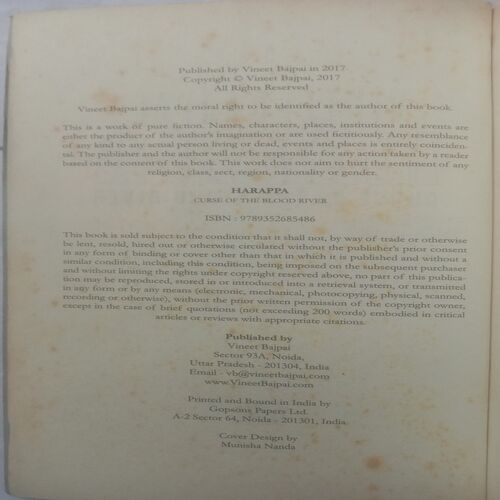 Published by Vineet Bajpai in 2017
Copyright © Vineet Bajpai, 2017
All Rights Reserved
Vineet Bajpai asserts the moral right to be identified as the author of this book.
This is a work of pure fiction. Names, characters, places, institutions and events are
either the product of the author's imagination or are used fictitiously. Any resemblance
of any kind to any actual person living or dead, events and places is entirely coinciden-
tal. The publisher and the author will not be responsible for any action taken by a reader
based on the content of this book. This work does not aim to hurt the sentiment of any
religion, class, sect, region, nationality or gender.
HARAPPA
CURSE OF THE BLOOD RIVER
ISBN : 9789352685486
This book is sold subject to the condition that it shall not, by way of trade or otherwise
be lent, resold, hired out or otherwise circulated without the publisher's prior consent
in any form of binding or cover other than that in which it is published and without a
similar condition, including this condition, being imposed on the subsequent purchaser
and without limiting the rights under copyright reserved above, no part of this publica-
tion may be reproduced, stored in or introduced into a retrieval system, or transmitted
in any form or by any means (electronic, mechanical, photocopying, physical, scanned,
recording or otherwise), without the prior written permission of the copyright owner,
except in the case of brief quotations (not exceeding 200 words) embodied in critical
articles or reviews with appropriate citations.
Published by
Vineet Bajpai
Sector 93A, Noida,
Uttar Pradesh - 201304, India
Email - vb@vineetbajpai.com
www.VineetBajpai.com
Printed and Bound in India by
Gopsons Papers Ltd.
A-2 Sector 64, Noida - 201301, India.
Cover Design by
Munisha Nanda